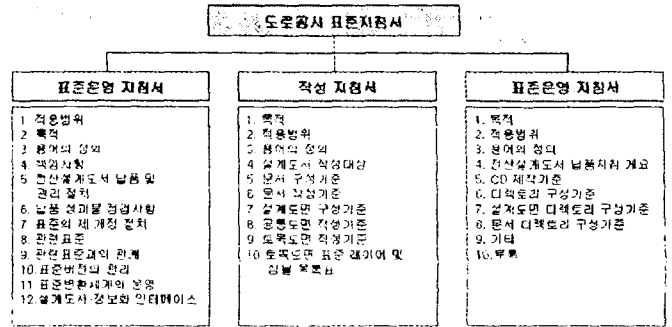 도로공사 표준지침서
표준운영 지침서
1 적용범위
2 목적
3 용어의 정의
4. 책임사항
5 전산설계도서 납품 및
관리 절차
6. 납품 성과물 점검사항
7 표준의 제.개정 절차
8 관련표준
9. 관련표준과의 관계
10.표준버전의 관리
11 표준변환체계의 운영
12.설계도서 정보화 인터페이스
작성 지침서
1. 목적
2. 적용범위
3. 용어의 정의
4 설계도서 작성대상
5 문서 구성기준
6 문서 작성기준
7 설계도면 구성기준
8 공통도면 작성기준
9 토목도면 작성기준
10 토목도면 표준 레이어 및
심볼 목록표
표준운영 지침서
1. 목적
2. 적용범위
3. 용어의 정의
4. 전산설계도서 납품지침 개요
5. CD 제작기준
6. 디렉토리 구성기준
7. 설계도면 디렉토리 구성기준
8 문서 디렉토리 구성기준
9. 기타
10. 부록